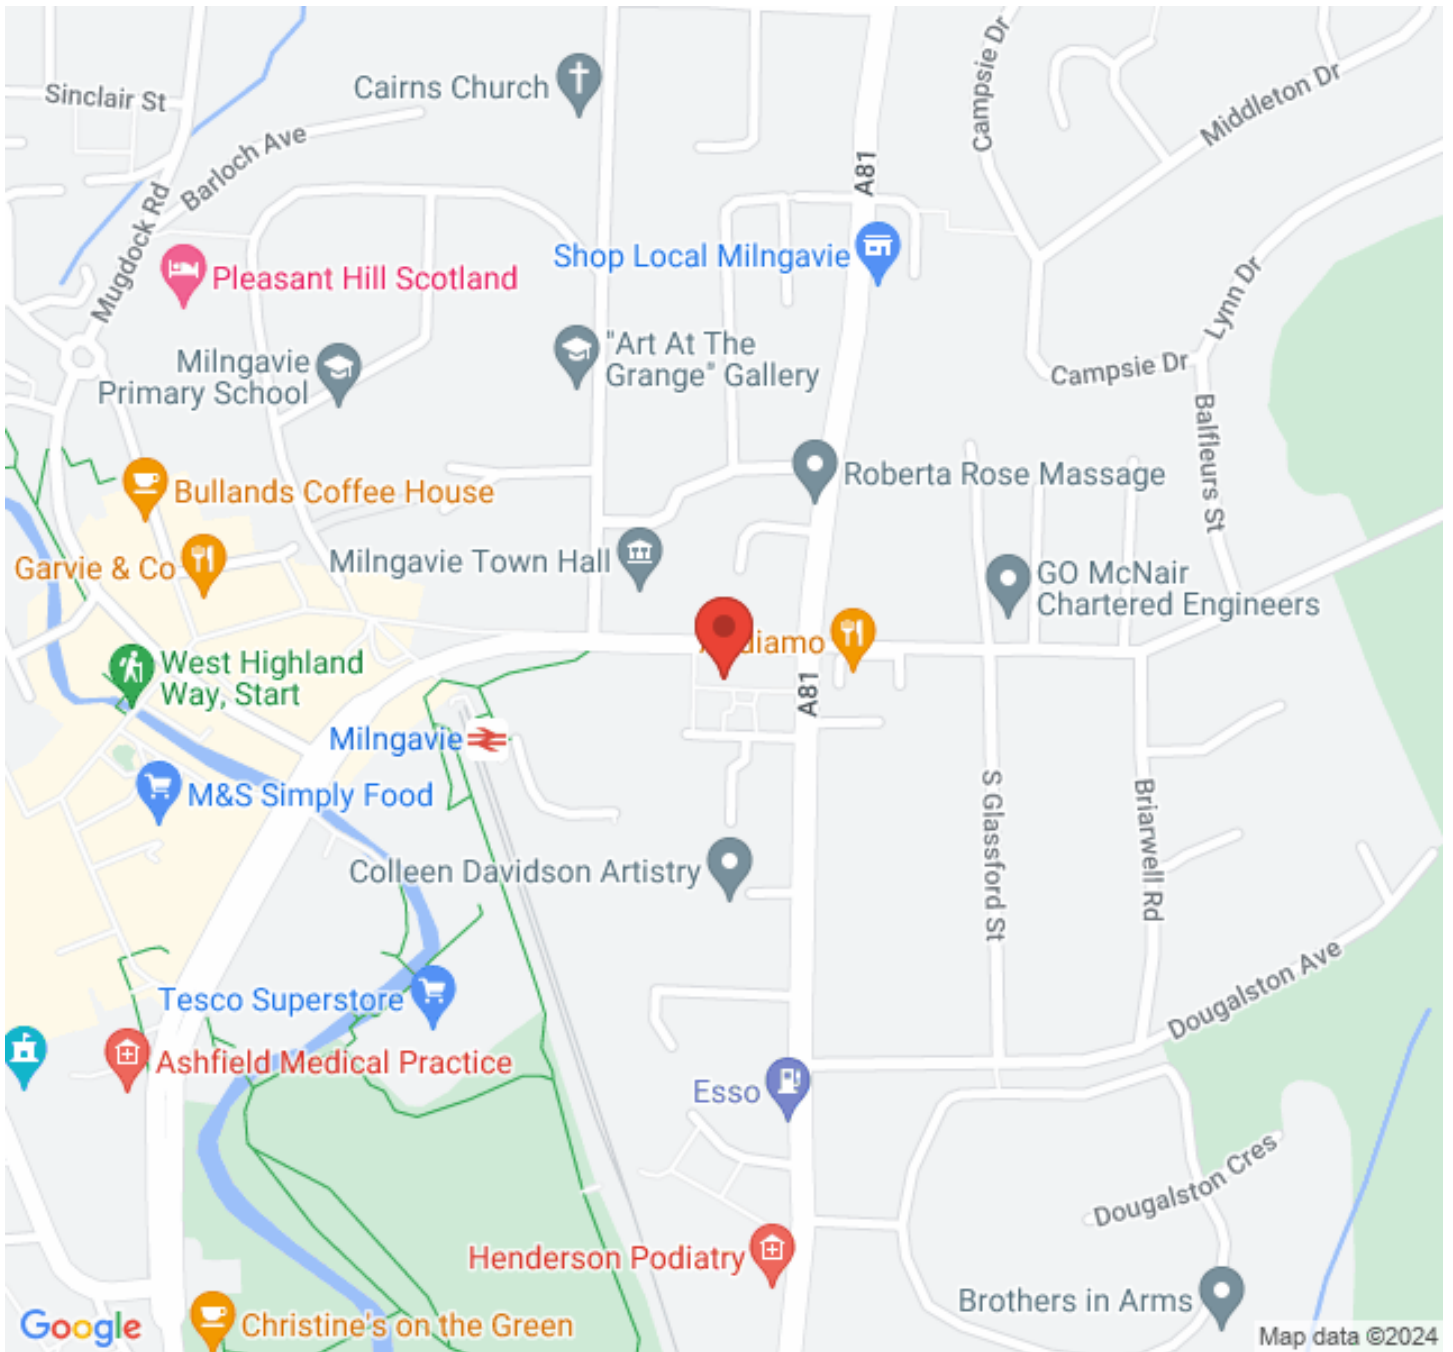 Sinclair St
Cairns Church
Campsie Dr
Middleton Dr
Barloch Ave
A81
Mugdock Rd
Shop Local Milngavie
Pleasant Hill Scotland
Lynn Dr
"Art At The
Grange" Gallery
Milngavie
Primary School
Campsie Dr
Balfleurs St
Roberta Rose Massage
Bullands Coffee House
Milngavie Town Hall
Garvie & Co
GO McNair
Chartered Engineers
West Highland
Way, Start
A81
Milngavie
M&S Simply Food
S Glassford St
Briarwell Rd
Colleen Davidson Artistry
Dougalston Ave
Tesco Superstore
Ashfield Medical Practice
Esso
Dougalston Cres
Henderson Podiatry
Brothers in Arms
Christine's on the Green
Google
Map data ©2024